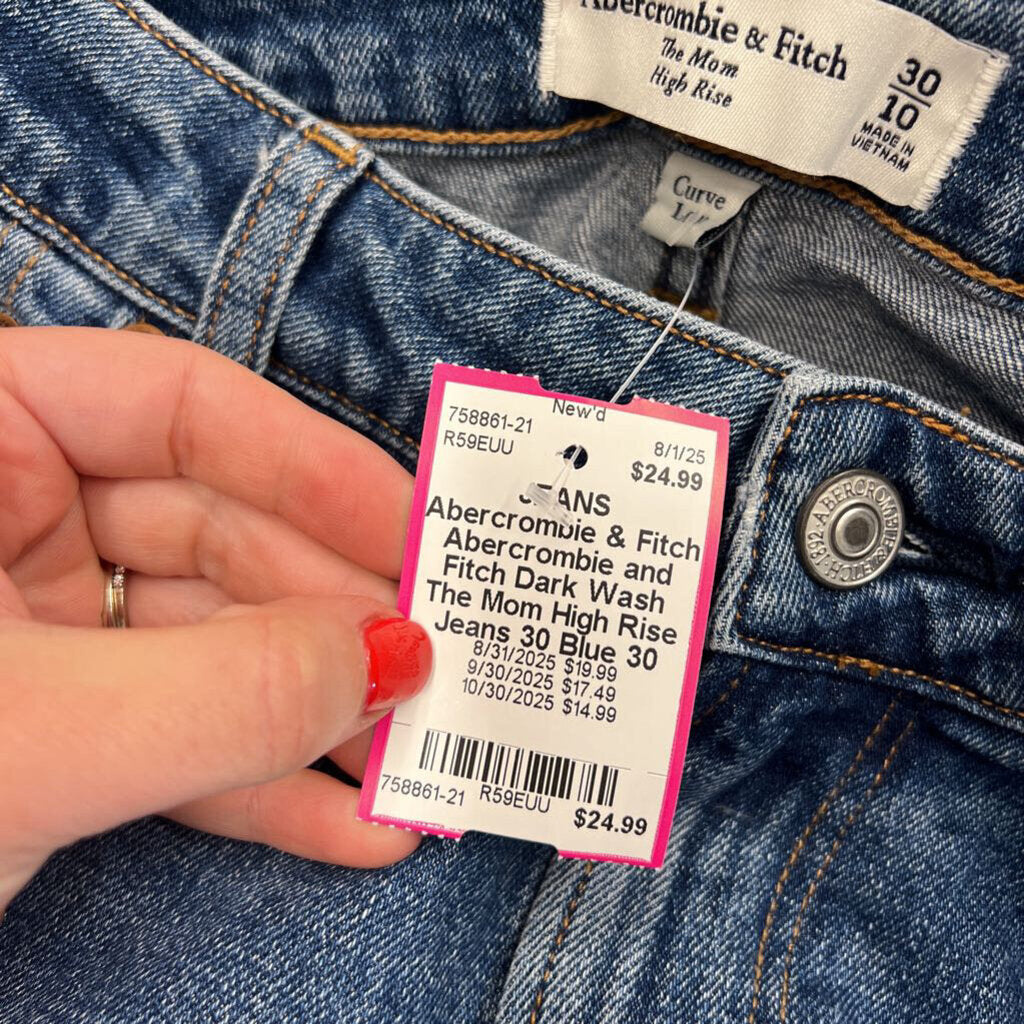 Abercrombie & Fitch
The Mom
High Rise
30
10
MADE IN
VIETNAM
Curve
New'd
758861-21
R59EUU
8/1/25
$24.99
JEANS
Abercrombie & Fitch
Abercrombie and
Fitch Dark Wash
The Mom High Rise
Jeans 30 Blue 30
8/31/2025 $19.99
9/30/2025 $17.49
10/30/2025 $14.99
758861-21 R59EUU
$24.99
ABERCROMBIE & FITCH · 1892 ·